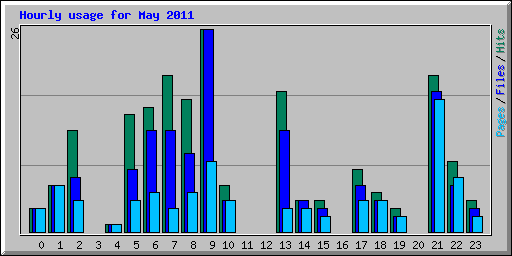 Hourly usage for May 2011
26
Pages / Files / Hits
0 1 2 3 4 5 6 7 8 9 10 11 12 13 14 15 16 17 18 19 20 21 22 23